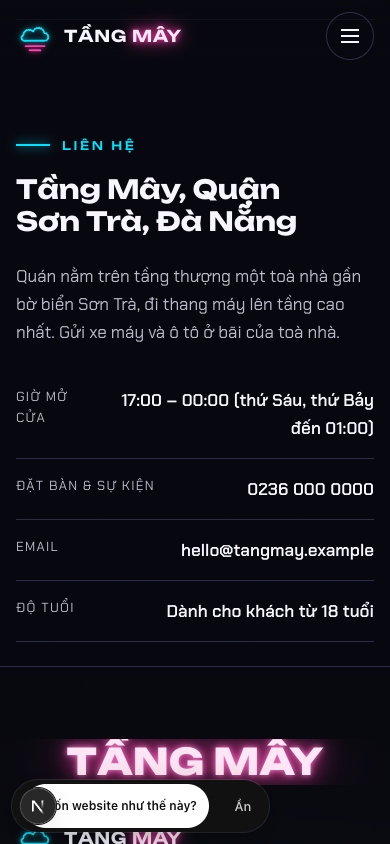 TẦNG MÂY
LIÊN HỆ
Tầng Mây, Quận
Sơn Trà, Đà Nẵng
Quán nằm trên tầng thượng một toà nhà gần
bờ biển Sơn Trà, đi thang máy lên tầng cao
nhất. Gửi xe máy và ô tô ở bãi của toà nhà.
GIỜ MỞ
CỬA
17:00 – 00:00 (thứ Sáu, thứ Bảy
đến 01:00)
ĐẶT BÀN & SỰ KIỆN
0236 000 0000
EMAIL
hello@tangmay.example
ĐỘ TUỔI
Dành cho khách từ 18 tuổi
TẦNG MÂY
N
website như thế này?
Ẩn
TẦNG MÂY